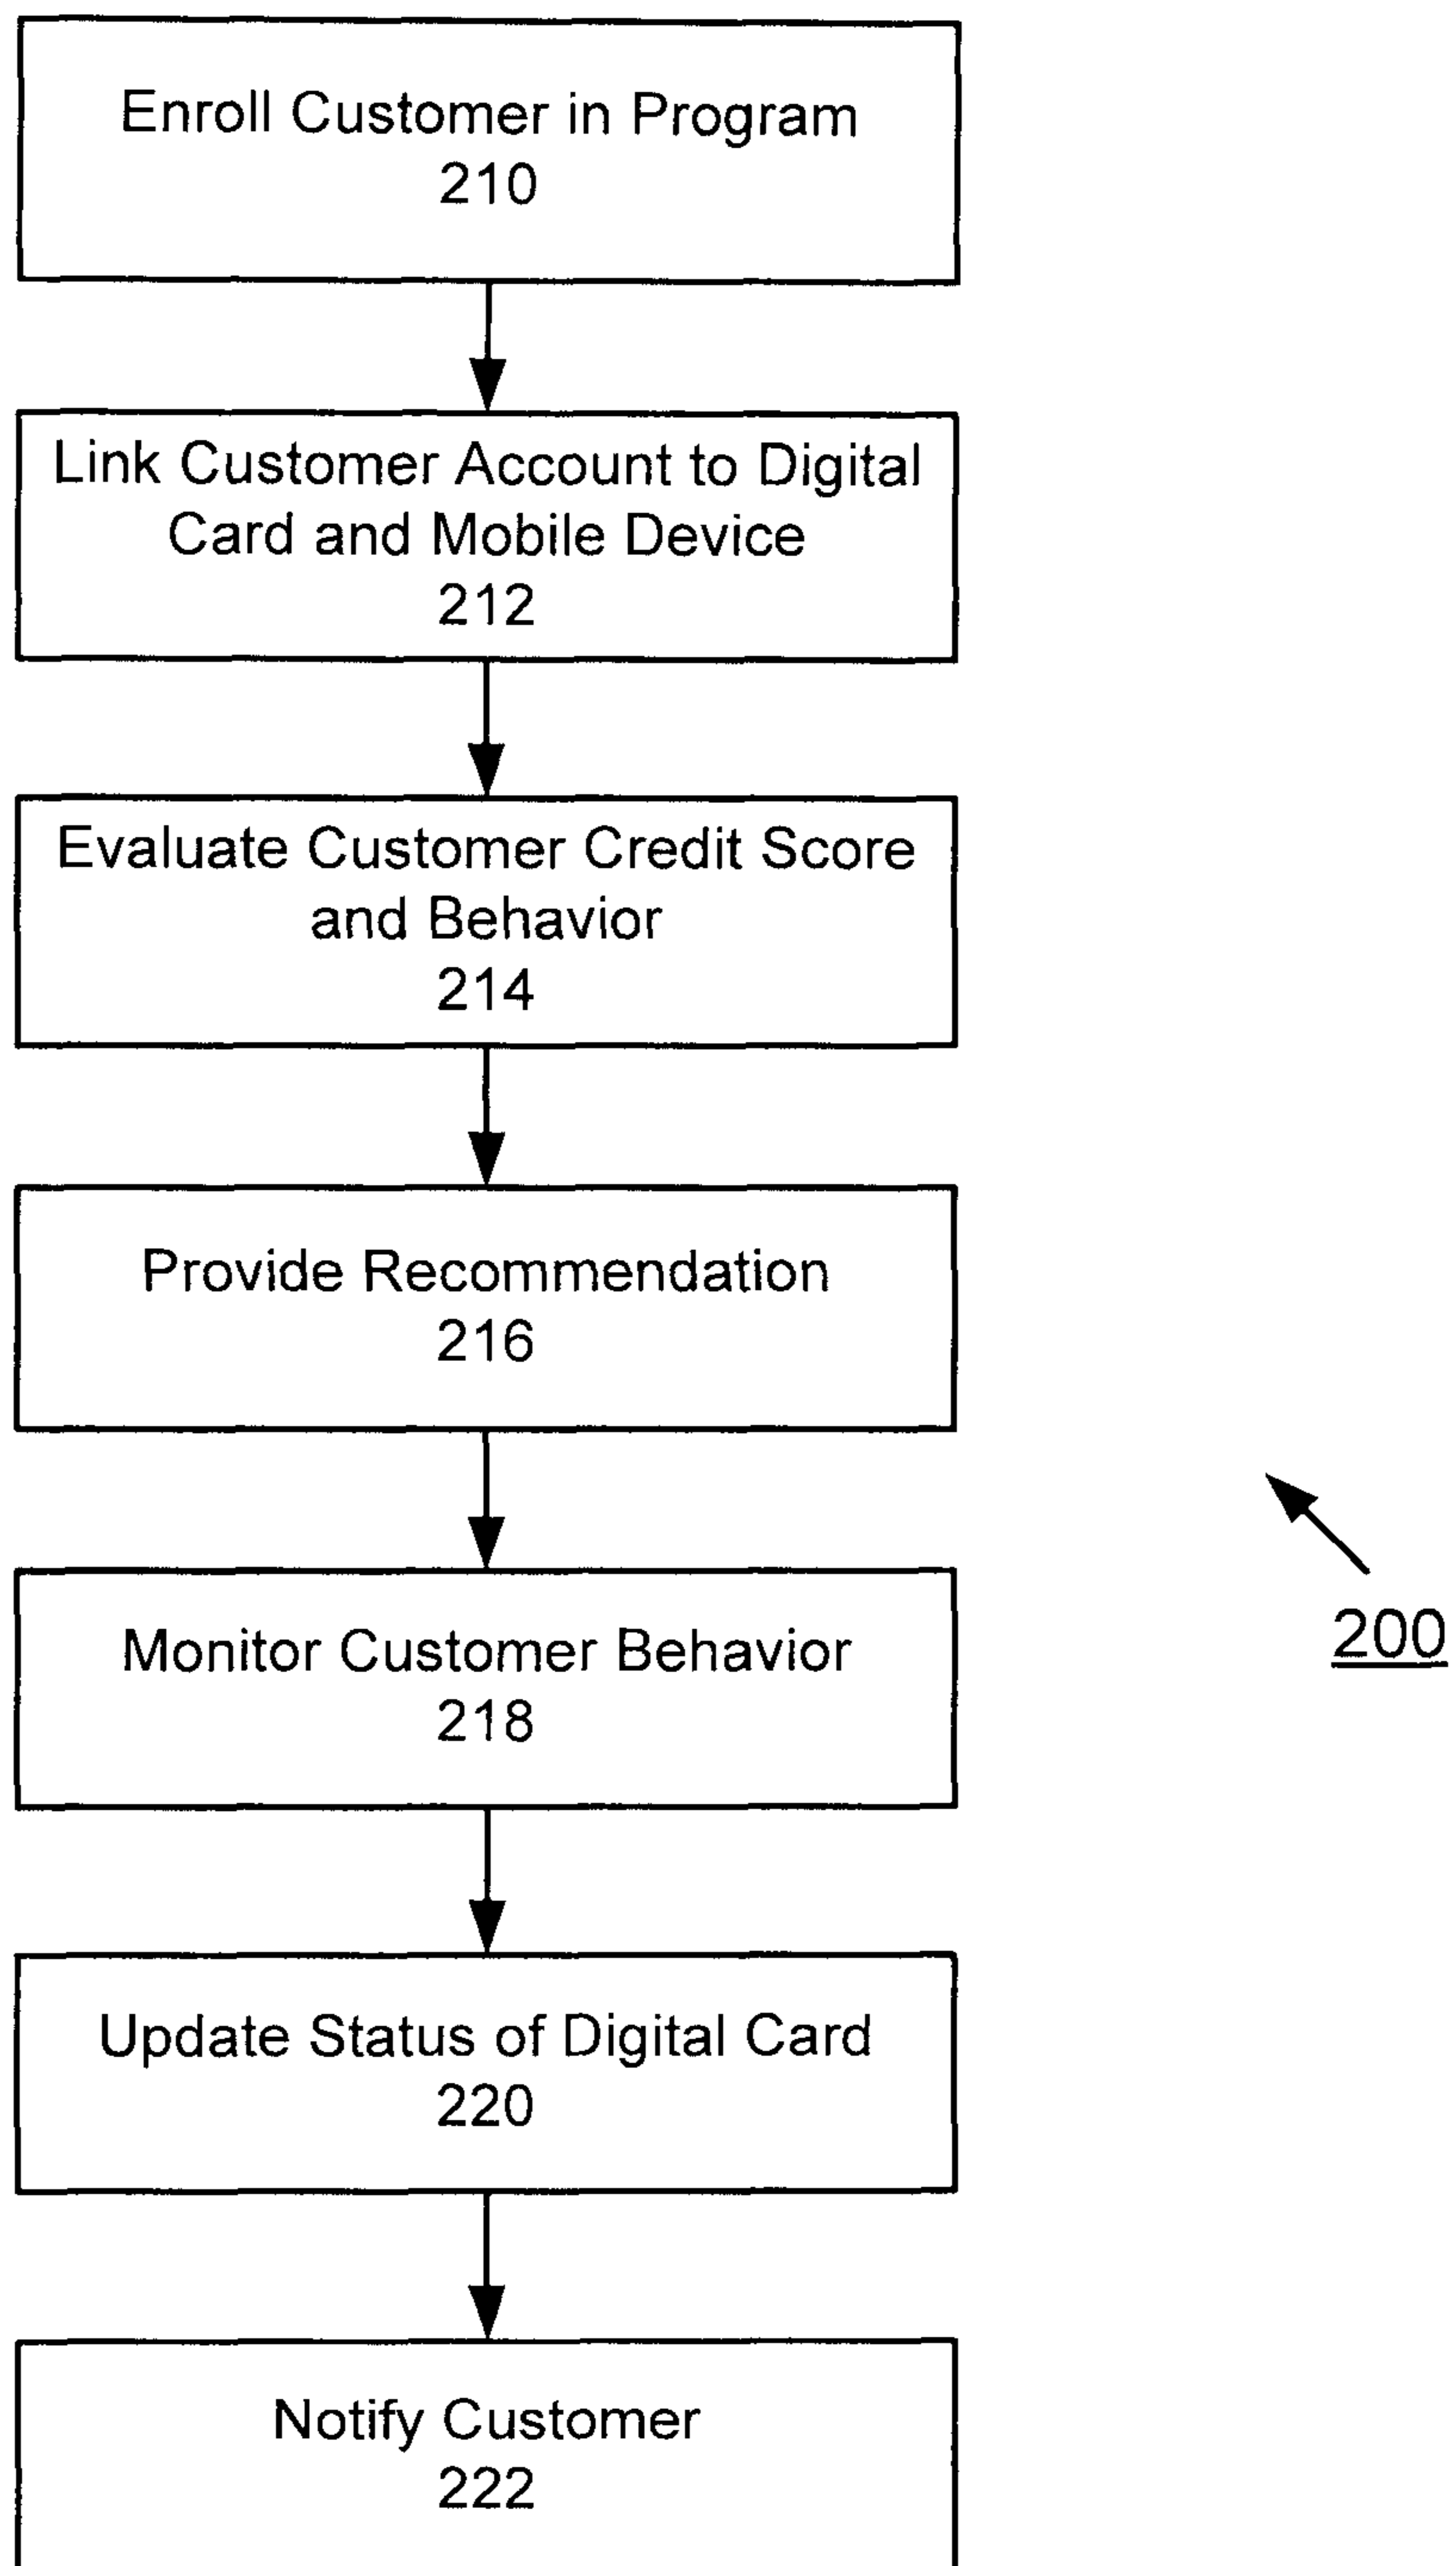 Enroll Customer in Program
210
Link Customer Account to Digital
Card and Mobile Device
212
Evaluate Customer Credit Score
and Behavior
214
Provide Recommendation
216
Monitor Customer Behavior
218
200
Update Status of Digital Card
220
Notify Customer
222